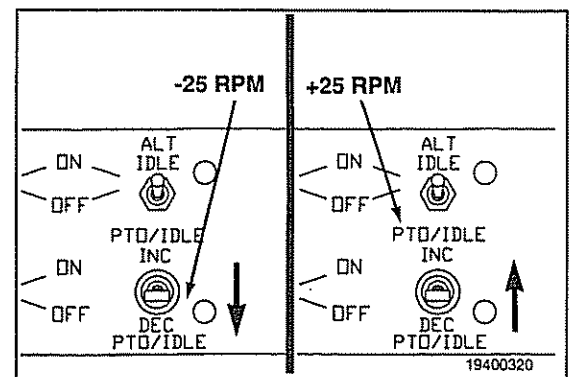 -25 RPM
+25 RPM
ALT
IDLE
ON
OFF
PTO/IDLE
INC
ON
OFF
DEC
PTO/IDLE
ALT
IDLE
ON
OFF
PTO/IDLE
INC
ON
OFF
DEC
PTO/IDLE
19400320